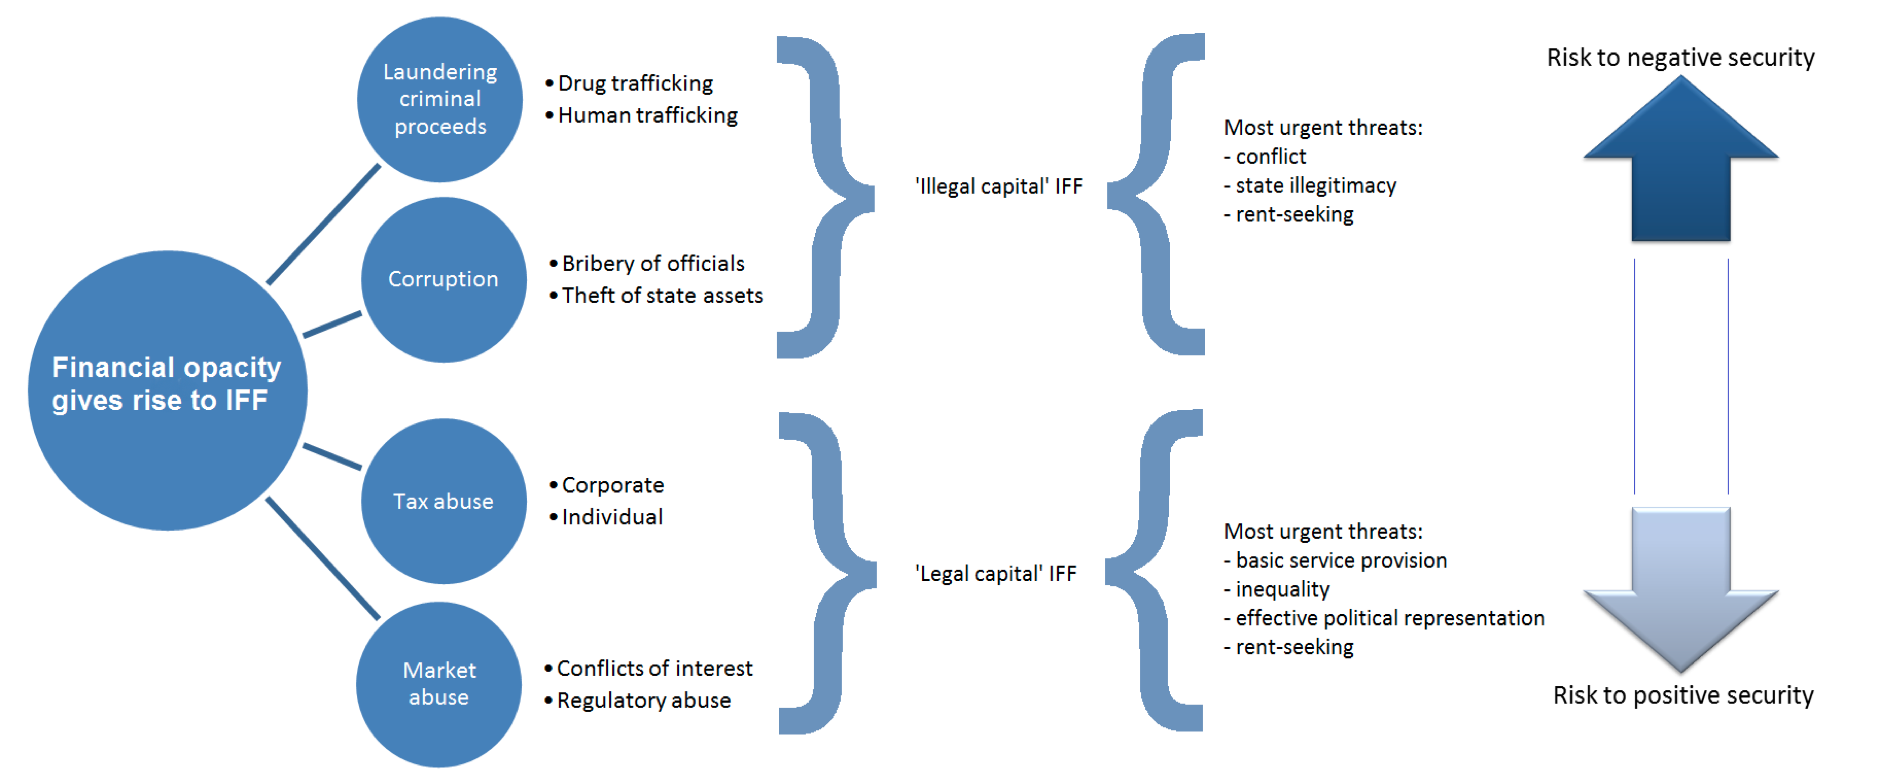 Financial opacity
gives rise to IFF
Laundering
criminal
proceeds
• Drug trafficking
• Human trafficking
Corruption
• Bribery of officials
• Theft of state assets
Tax abuse
• Corporate
• Individual
Market
abuse
• Conflicts of interest
• Regulatory abuse
'Illegal capital' IFF
Most urgent threats:
- conflict
- state illegitimacy
- rent-seeking
'Legal capital' IFF
Most urgent threats:
- basic service provision
- inequality
- effective political representation
- rent-seeking
Risk to negative security
Risk to positive security